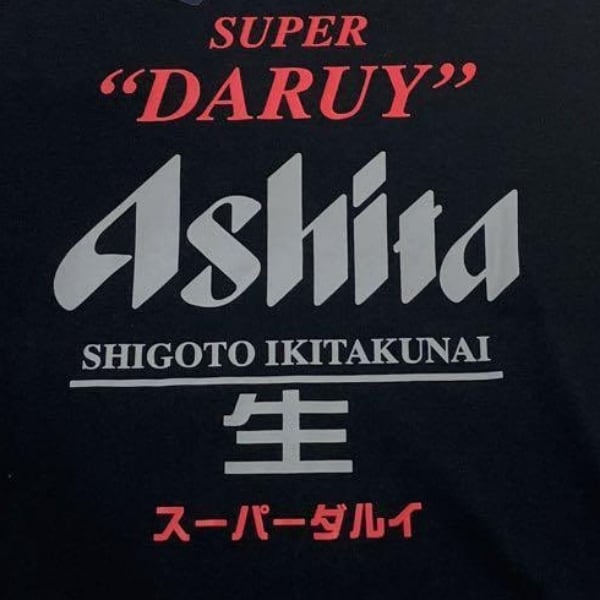 SUPER
“DARUY”
Ashita
SHIGOTO IKITAKUNAI
生
スーパーダルイ